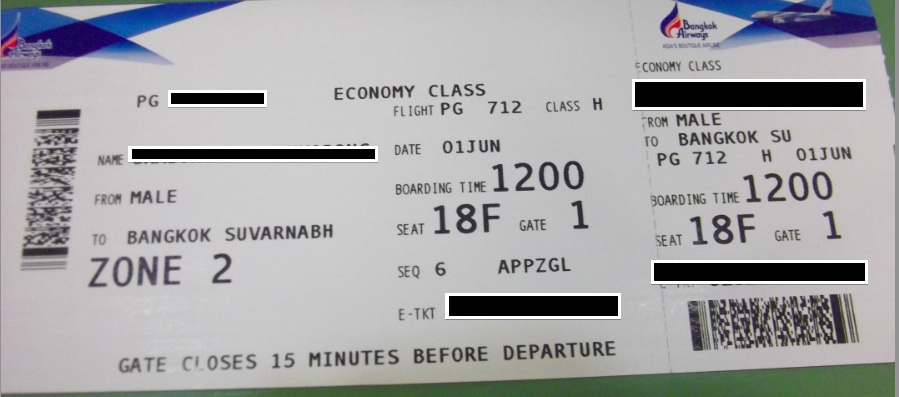 Bangkok Airways
ECONOMY CLASS
PG
FLIGHT PG 712 CLASS H
NAME
DATE 01JUN
FROM MALE
BOARDING TIME 1200
TO BANGKOK SUVARNABH
SEAT 18F GATE 1
ZONE 2
SEQ 6 APPZGL
E-TKT
GATE CLOSES 15 MINUTES BEFORE DEPARTURE
Bangkok Airways
ASIA'S BOUTIQUE AIRLINE
ECONOMY CLASS
FROM MALE
TO BANGKOK SU
PG 712 H 01JUN
BOARDING TIME 1200
SEAT 18F GATE 1